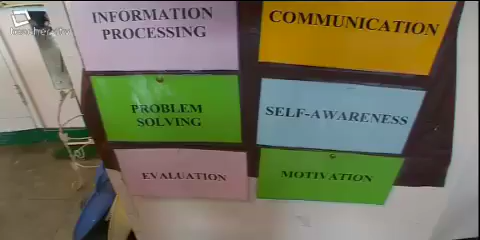 INFORMATION
PROCESSING
COMMUNICATION
PROBLEM
SOLVING
SELF-AWARENESS
EVALUATION
MOTIVATION